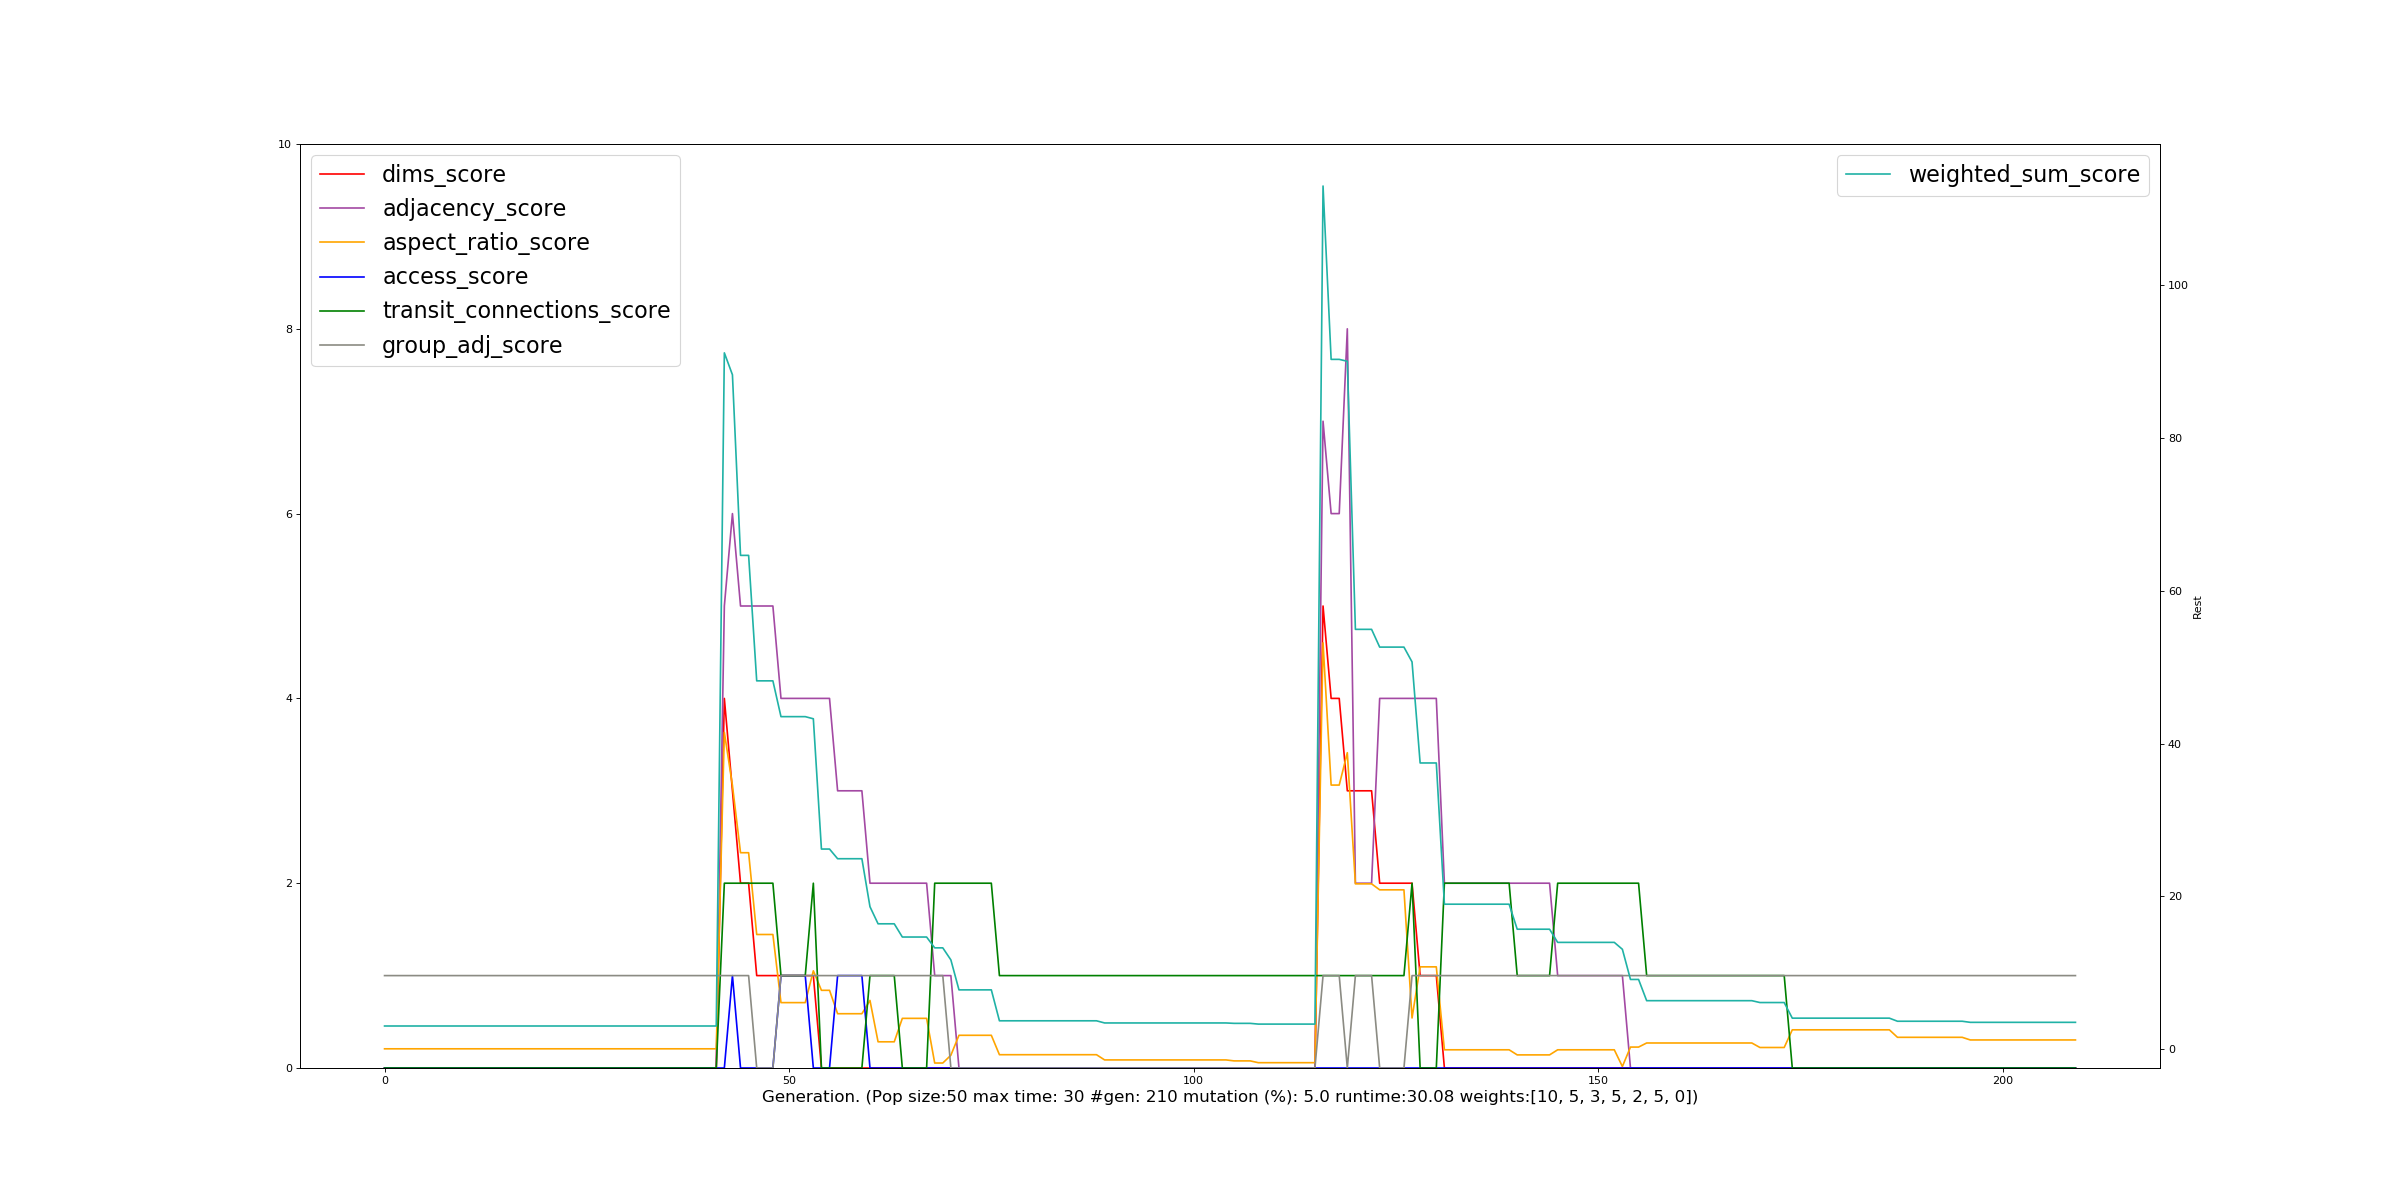 10
8
6
4
2
0
dims_score
adjacency_score
aspect_ratio_score
access_score
transit_connections_score
group_adj_score
weighted_sum_score
100
80
60
40
20
0
Rest
0 50 100 150 200
Generation. (Pop size:50 max time: 30 #gen: 210 mutation (%): 5.0 runtime:30.08 weights:[10, 5, 3, 5, 2, 5, 0])